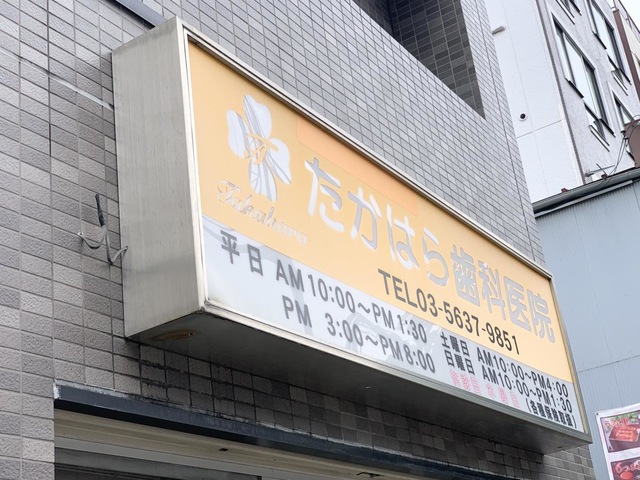 たかはら歯科医院
Takahara
TEL03-5637-9851
平日 AM10:00～PM1:30
PM 3:00～PM8:00
土曜日 AM10:00～PM4:00
日曜日 AM10:00～PM1:30